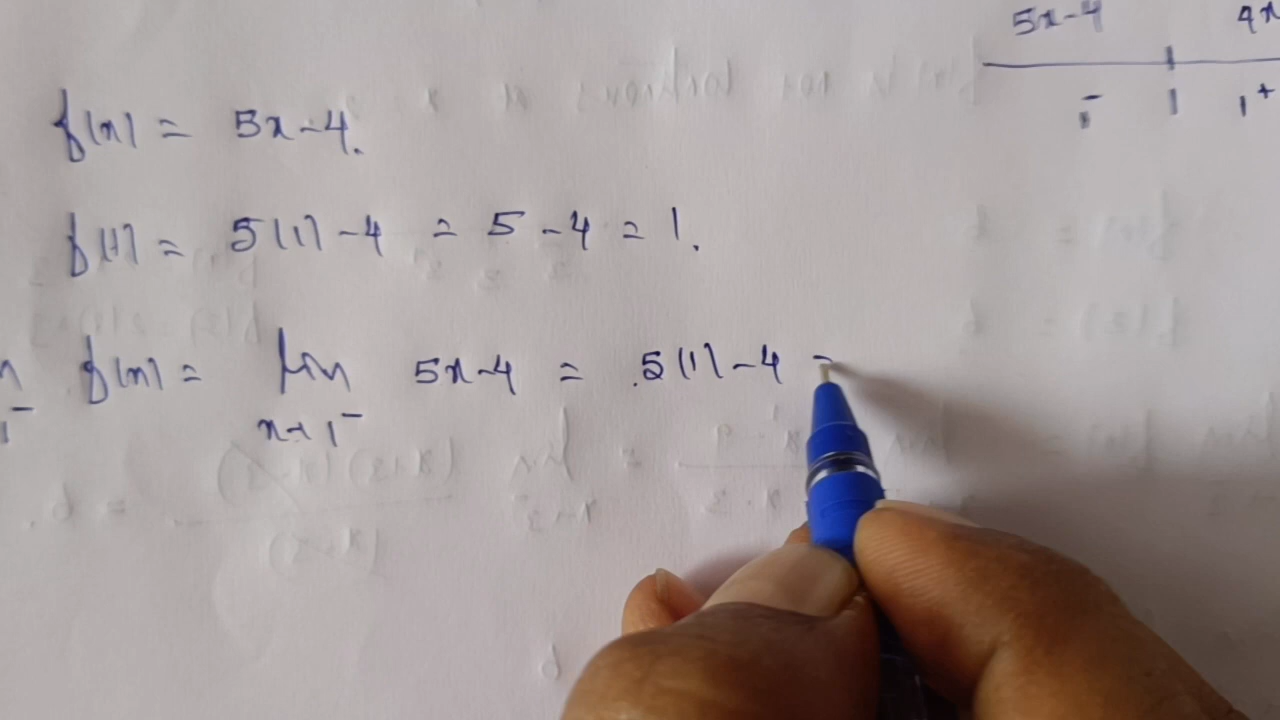 5x-4 4x
1⁻ 1 1⁺
f(x) = 5x-4.
f(1) = 5(1)-4 = 5-4 = 1.
f(x) = lim 5x-4 = 5(1)-4 =
1⁻ x→1⁻